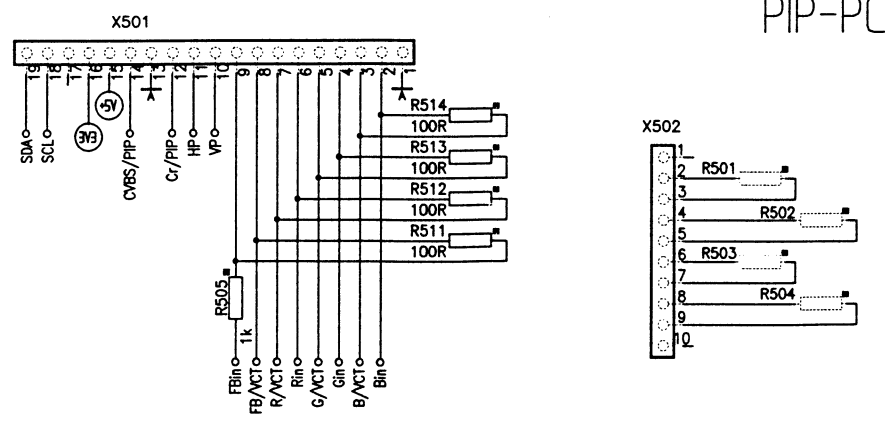 PIP-PC
X501
19 18 17 16 15 14 13 12 11 10 9 8 7 6 5 4 3 2 1
A5+
SDA
SCL
CVBS/PIP
Cr/PIP
HP
VP
R514
100R
R513
100R
R512
100R
R511
100R
R505
1k
FBin
FB/VCT
R/VCT
Rin
G/VCT
Gin
B/VCT
Bin
X502
1
2
R501
3
4
R502
5
6
R503
7
8
R504
9
10